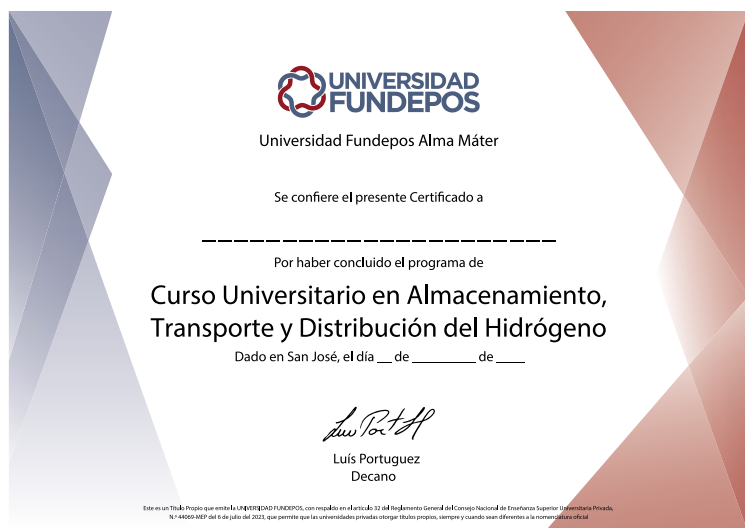 UNIVERSIDAD
FUNDEPOS
Universidad Fundepos Alma Máter
Se confiere el presente Certificado a
______________________
Por haber concluido el programa de
Curso Universitario en Almacenamiento,
Transporte y Distribución del Hidrógeno
Dado en San José, el día __ de _________ de ____
Luís Portuguez
Decano
Este es un Título Propio que emite la UNIVERSIDAD FUNDEPOS, con respaldo en el artículo 32 del Reglamento General del Consejo Nacional de Enseñanza Superior Universitaria Privada,
N.º 44069-MEP del 6 de julio del 2023, que permite que las universidades privadas otorgar títulos propios, siempre y cuando sean diferentes a la nomenclatura oficial